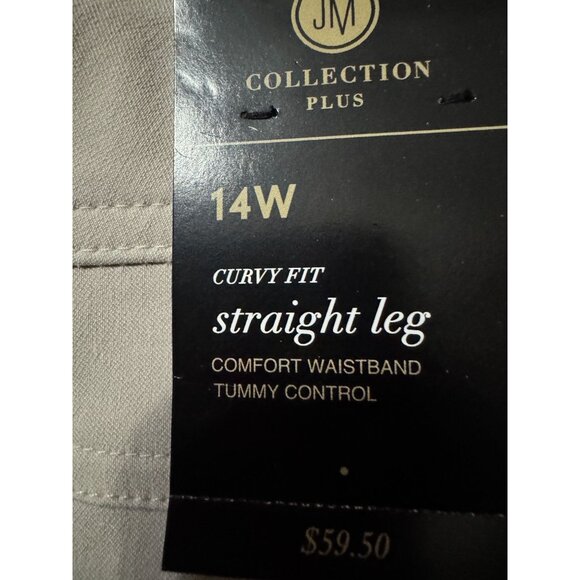 JM
COLLECTION
PLUS
14W
CURVY FIT
straight leg
COMFORT WAISTBAND
TUMMY CONTROL
$59.50